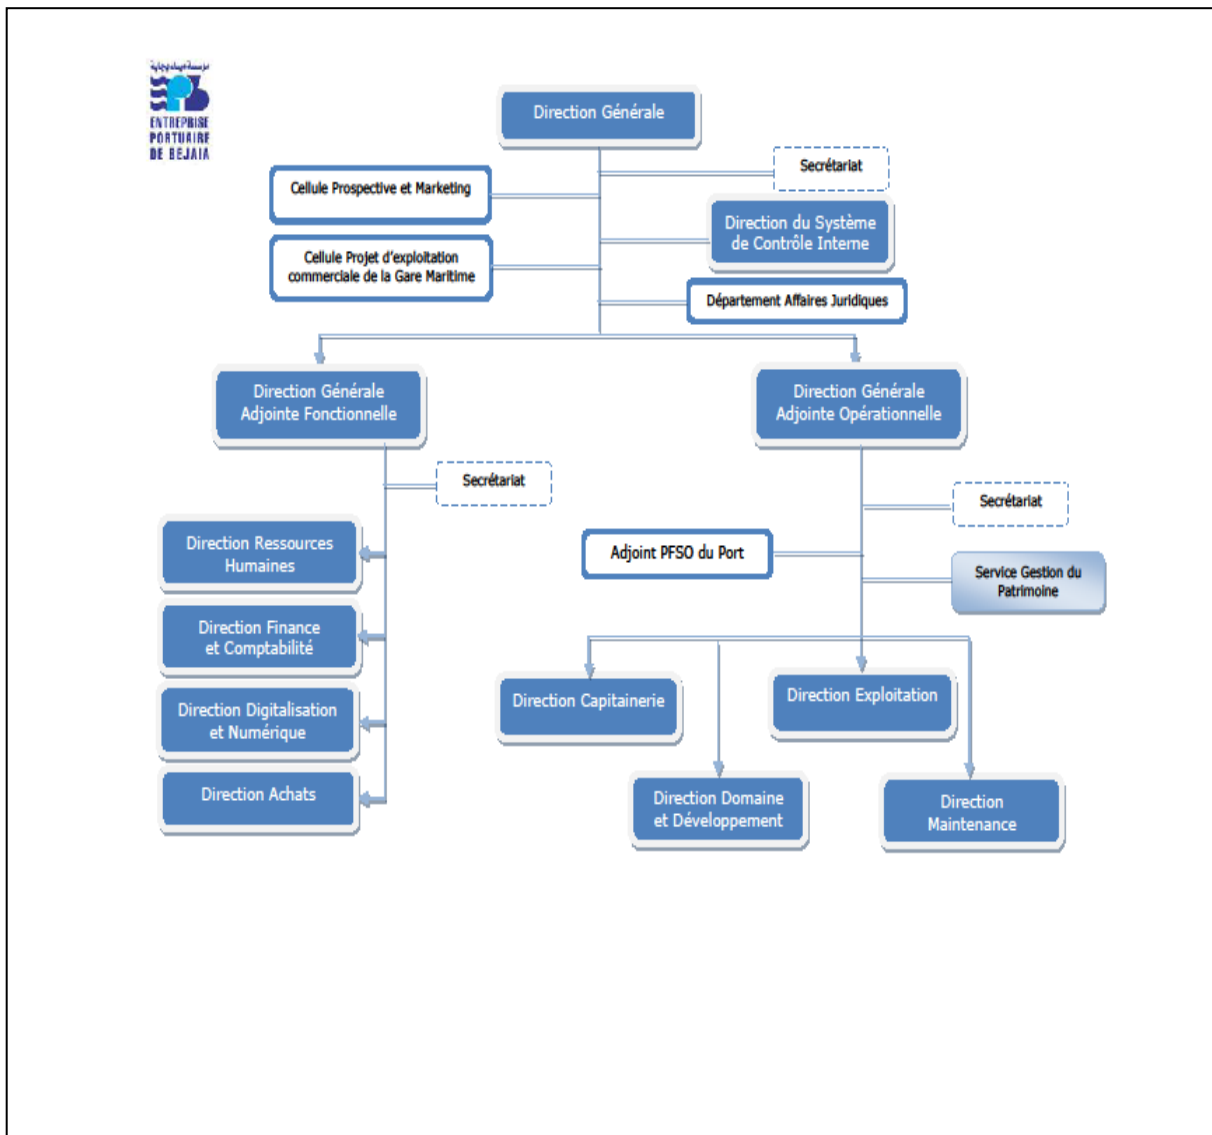 مؤسسة ميناء بجاية
ENTREPRISE
PORTUAIRE
DE BEJAIA
Direction Générale
Secrétariat
Cellule Prospective et Marketing
Direction du Système
de Contrôle Interne
Cellule Projet d'exploitation
commerciale de la Gare Maritime
Département Affaires Juridiques
Direction Générale
Adjointe Fonctionnelle
Direction Générale
Adjointe Opérationnelle
Secrétariat
Secrétariat
Direction Ressources
Humaines
Adjoint PFSO du Port
Service Gestion du
Patrimoine
Direction Finance
et Comptabilité
Direction Digitalisation
et Numérique
Direction Capitainerie
Direction Exploitation
Direction Achats
Direction Domaine
et Développement
Direction
Maintenance